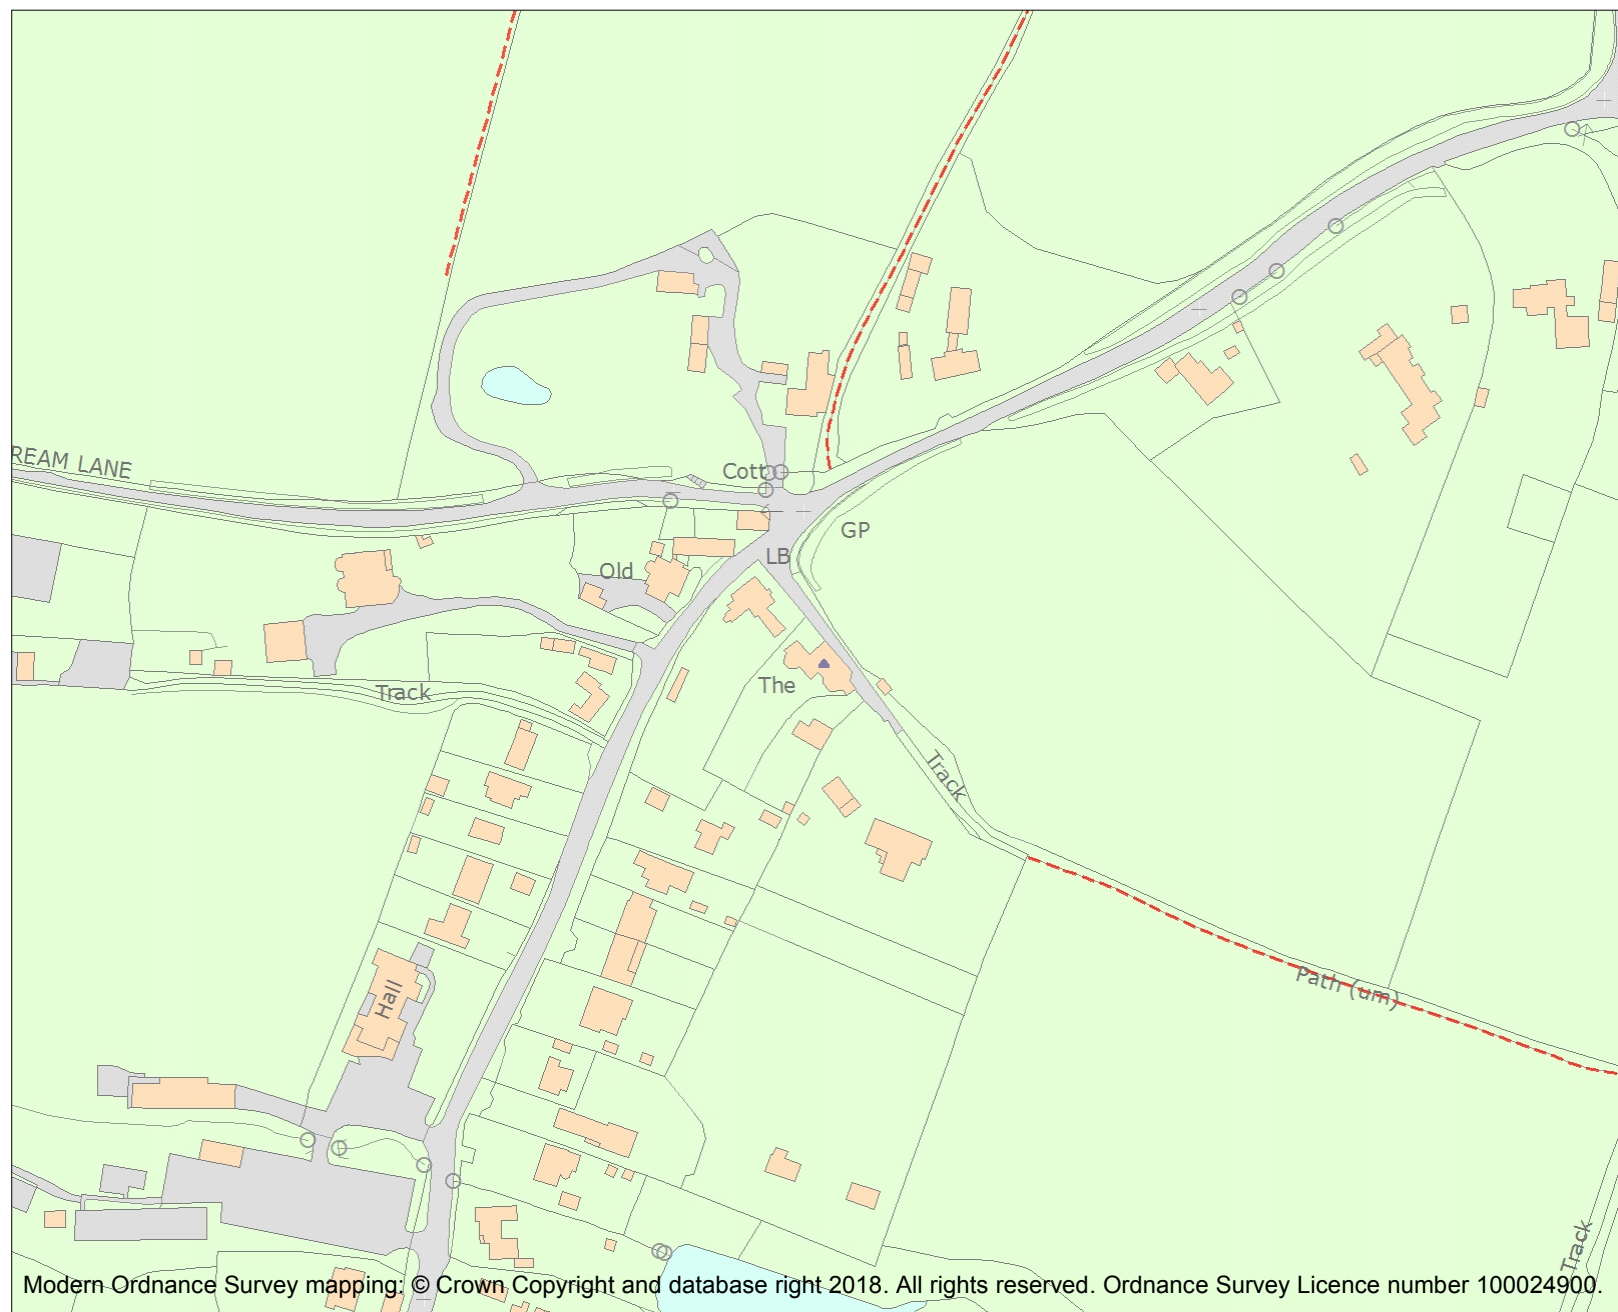 REAM LANE
Cott
GP
LB
Old
The
Track
Track
Hall
Path (um)
Track
Modern Ordnance Survey mapping: © Crown Copyright and database right 2018. All rights reserved. Ordnance Survey Licence number 100024900.